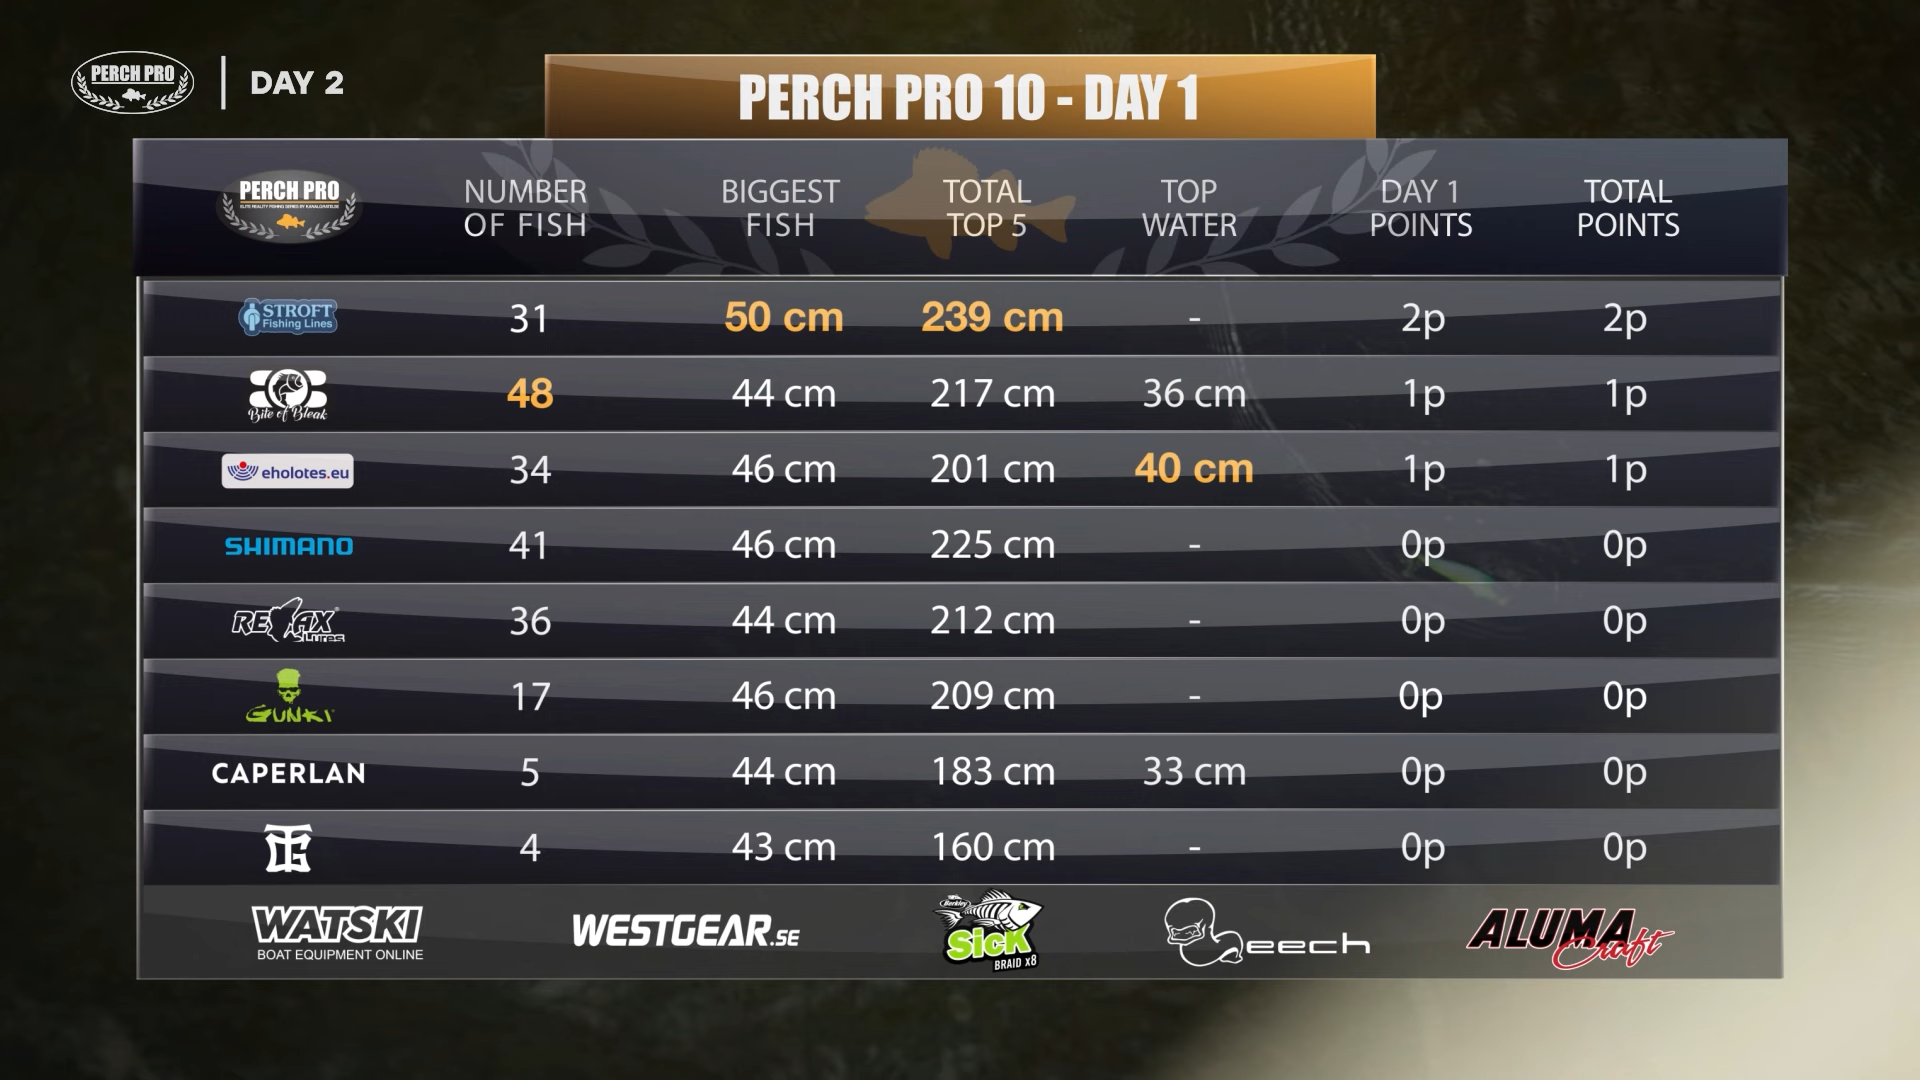 PERCH PRO
DAY 2
PERCH PRO 10 - DAY 1
PERCH PRO
NUMBER OF FISH
BIGGEST FISH
TOTAL TOP 5
TOP WATER
DAY 1 POINTS
TOTAL POINTS
STROFT Fishing Lines 31 50 cm 239 cm - 2p 2p
Bite of Bleak 48 44 cm 217 cm 36 cm 1p 1p
eholotes.eu 34 46 cm 201 cm 40 cm 1p 1p
SHIMANO 41 46 cm 225 cm - 0p 0p
RELAX Lures 36 44 cm 212 cm - 0p 0p
GUNKI 17 46 cm 209 cm - 0p 0p
CAPERLAN 5 44 cm 183 cm 33 cm 0p 0p
4 43 cm 160 cm - 0p 0p
WATSKI
BOAT EQUIPMENT ONLINE
WESTGEAR.SE
Berkley
SicK
BRAID x8
eech
ALUMA
Craft